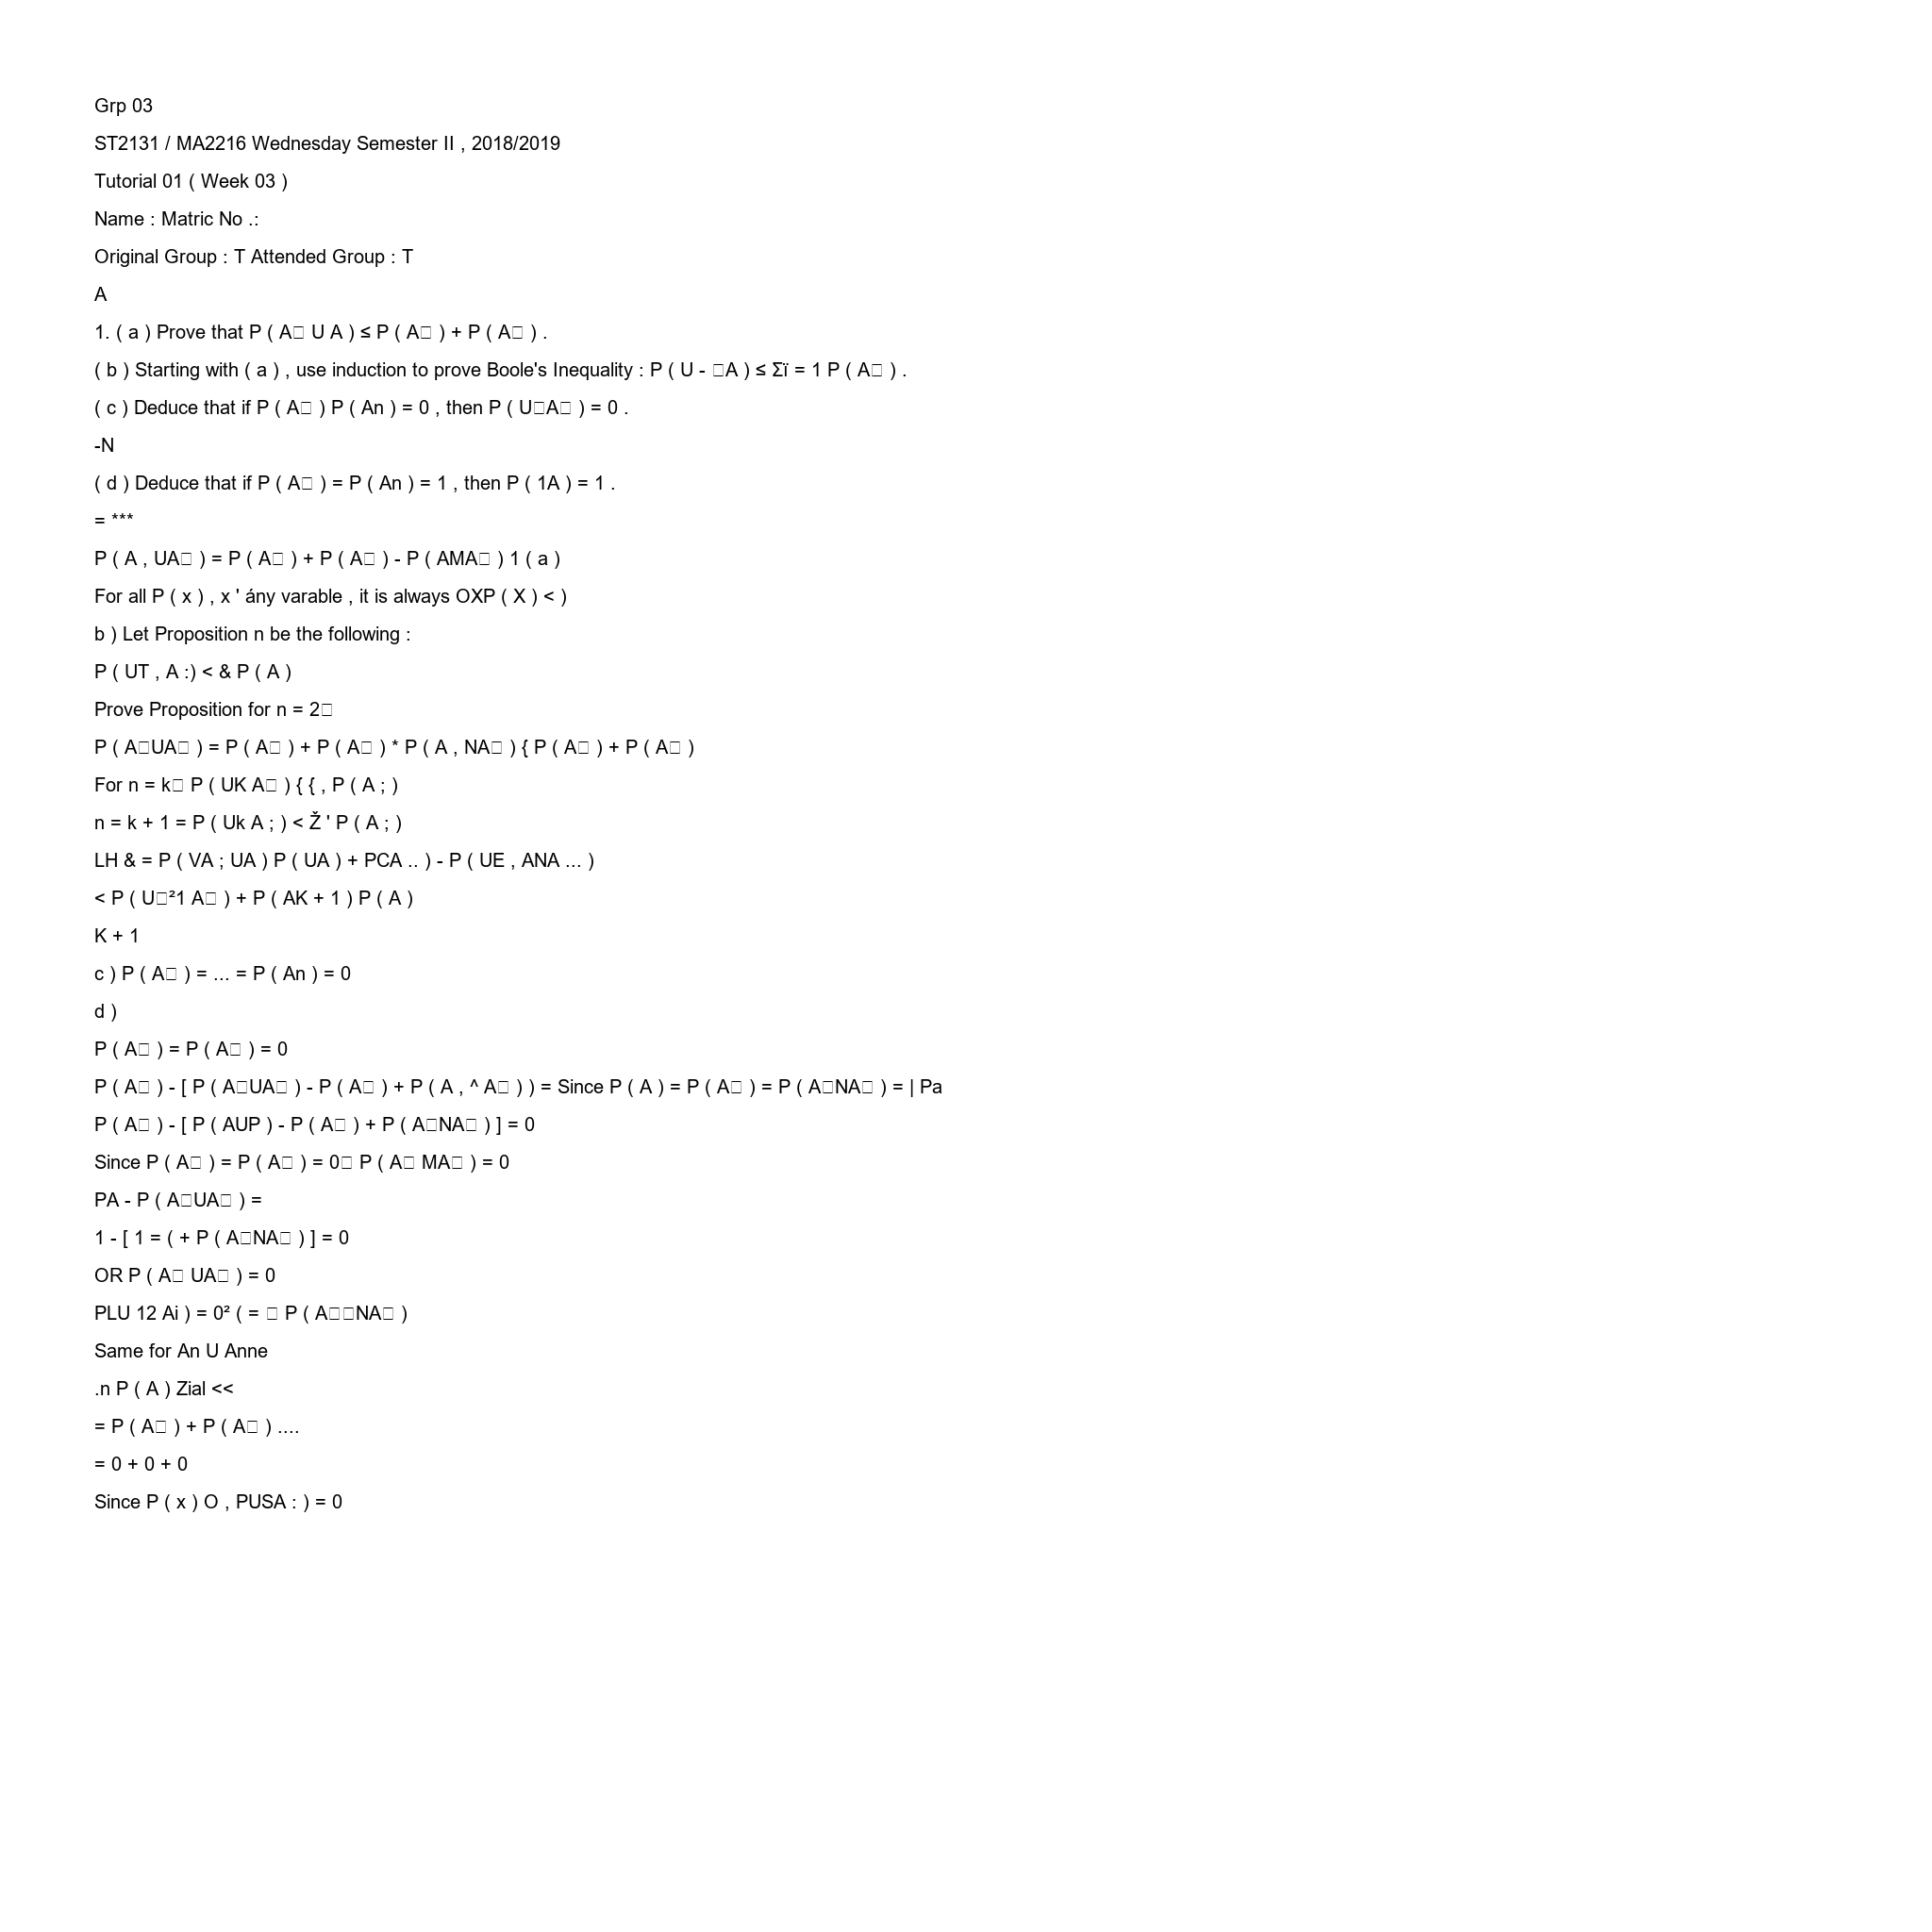 Grp 03
ST2131 / MA2216 Wednesday Semester II , 2018/2019
Tutorial 01 ( Week 03 )
Name : Matric No .:
Original Group : T Attended Group : T
A
1. ( a ) Prove that P ( A□ U A ) ≤ P ( A□ ) + P ( A□ ) .
( b ) Starting with ( a ) , use induction to prove Boole's Inequality : P ( U - □A ) ≤ Σï = 1 P ( A□ ) .
( c ) Deduce that if P ( A□ ) P ( An ) = 0 , then P ( U□A□ ) = 0 .
-N
( d ) Deduce that if P ( A□ ) = P ( An ) = 1 , then P ( 1A ) = 1 .
= ***
P ( A , UA□ ) = P ( A□ ) + P ( A□ ) - P ( AMA□ ) 1 ( a )
For all P ( x ) , x ' ány varable , it is always OXP ( X ) < )
b ) Let Proposition n be the following :
P ( UT , A :) < & P ( A )
Prove Proposition for n = 2□
P ( A□UA□ ) = P ( A□ ) + P ( A□ ) * P ( A , NA□ ) { P ( A□ ) + P ( A□ )
For n = k□ P ( UK A□ ) { { , P ( A ; )
n = k + 1 = P ( Uk A ; ) < Ž ' P ( A ; )
LH & = P ( VA ; UA ) P ( UA ) + PCA .. ) - P ( UE , ANA ... )
< P ( U□²1 A□ ) + P ( AK + 1 ) P ( A )
K + 1
c ) P ( A□ ) = ... = P ( An ) = 0
d )
P ( A□ ) = P ( A□ ) = 0
P ( A□ ) - [ P ( A□UA□ ) - P ( A□ ) + P ( A , ^ A□ ) ) = Since P ( A ) = P ( A□ ) = P ( A□NA□ ) = | Pa
P ( A□ ) - [ P ( AUP ) - P ( A□ ) + P ( A□NA□ ) ] = 0
Since P ( A□ ) = P ( A□ ) = 0□ P ( A□ MA□ ) = 0
PA - P ( A□UA□ ) =
1 - [ 1 = ( + P ( A□NA□ ) ] = 0
OR P ( A□ UA□ ) = 0
PLU 12 Ai ) = 0² ( = □ P ( A□□NA□ )
Same for An U Anne
.n P ( A ) Zial <<
= P ( A□ ) + P ( A□ ) ....
= 0 + 0 + 0
Since P ( x ) O , PUSA : ) = 0